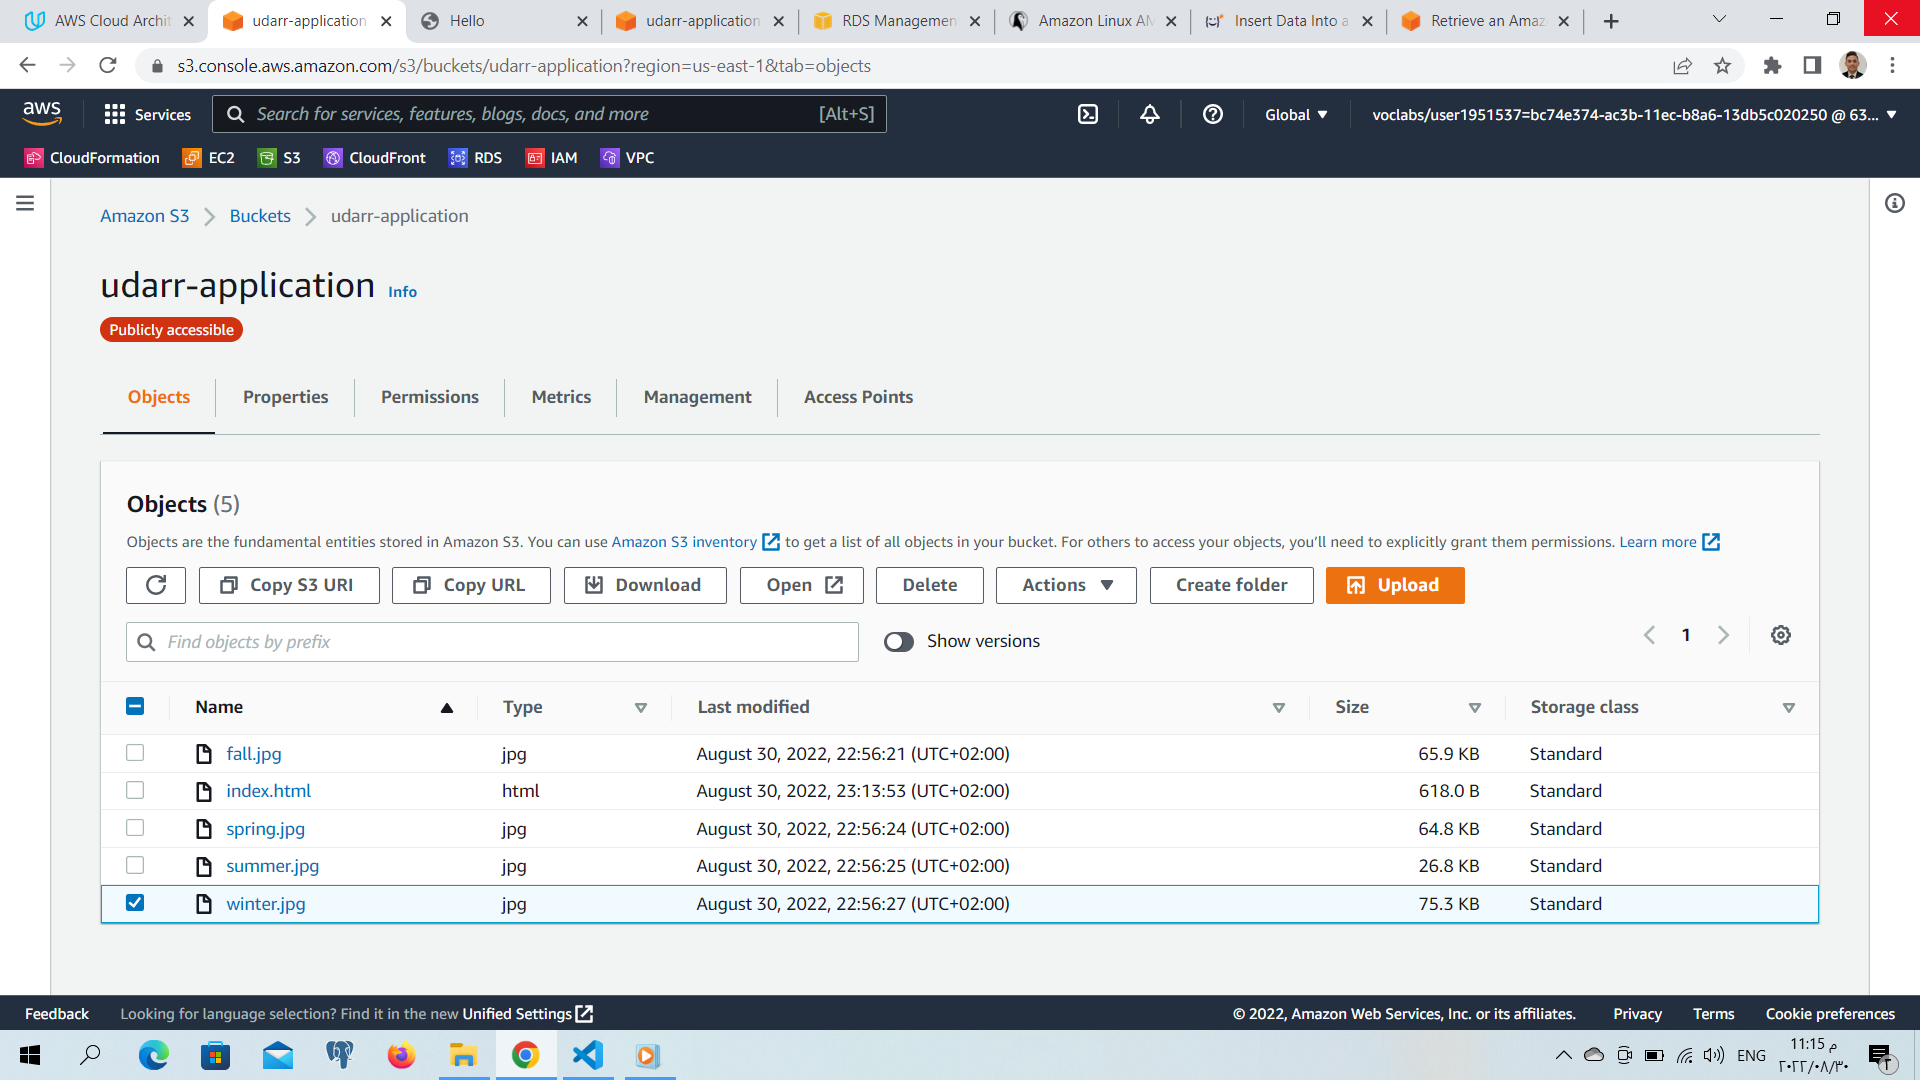 AWS Cloud Archit
udarr-application
Hello
udarr-application
RDS Managemen
Amazon Linux AM
Insert Data Into a
Retrieve an Amaz
s3.console.aws.amazon.com/s3/buckets/udarr-application?region=us-east-1&tab=objects
aws
Services
Search for services, features, blogs, docs, and more
[Alt+S]
Global
voclabs/user1951537=bc74e374-ac3b-11ec-b8a6-13db5c020250 @ 63...
CloudFormation
EC2
S3
CloudFront
RDS
IAM
VPC
Amazon S3
Buckets
udarr-application
udarr-application
Info
Publicly accessible
Objects
Properties
Permissions
Metrics
Management
Access Points
Objects (5)
Objects are the fundamental entities stored in Amazon S3. You can use Amazon S3 inventory to get a list of all objects in your bucket. For others to access your objects, you'll need to explicitly grant them permissions. Learn more
Copy S3 URI
Copy URL
Download
Open
Delete
Actions
Create folder
Upload
Find objects by prefix
Show versions
1
Name
Type
Last modified
Size
Storage class
fall.jpg jpg August 30, 2022, 22:56:21 (UTC+02:00) 65.9 KB Standard
index.html html August 30, 2022, 23:13:53 (UTC+02:00) 618.0 B Standard
spring.jpg jpg August 30, 2022, 22:56:24 (UTC+02:00) 64.8 KB Standard
summer.jpg jpg August 30, 2022, 22:56:25 (UTC+02:00) 26.8 KB Standard
winter.jpg jpg August 30, 2022, 22:56:27 (UTC+02:00) 75.3 KB Standard
Feedback
Looking for language selection? Find it in the new Unified Settings
© 2022, Amazon Web Services, Inc. or its affiliates.
Privacy
Terms
Cookie preferences
ENG
11:15 م
٢٠٢٢/٠٨/٣٠
٢